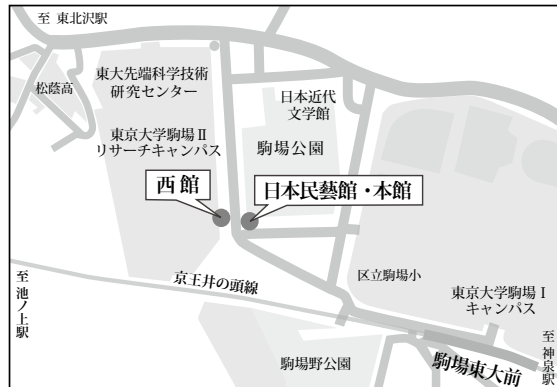 至 東北沢駅
松蔭高
東大先端科学技術
研究センター
日本近代
文学館
東京大学駒場Ⅱ
リサーチキャンパス
駒場公園
西館
日本民藝館・本館
京王井の頭線
区立駒場小
至 池ノ上駅
東京大学駒場Ⅰ
キャンパス
至 神泉駅
駒場東大前
駒場野公園